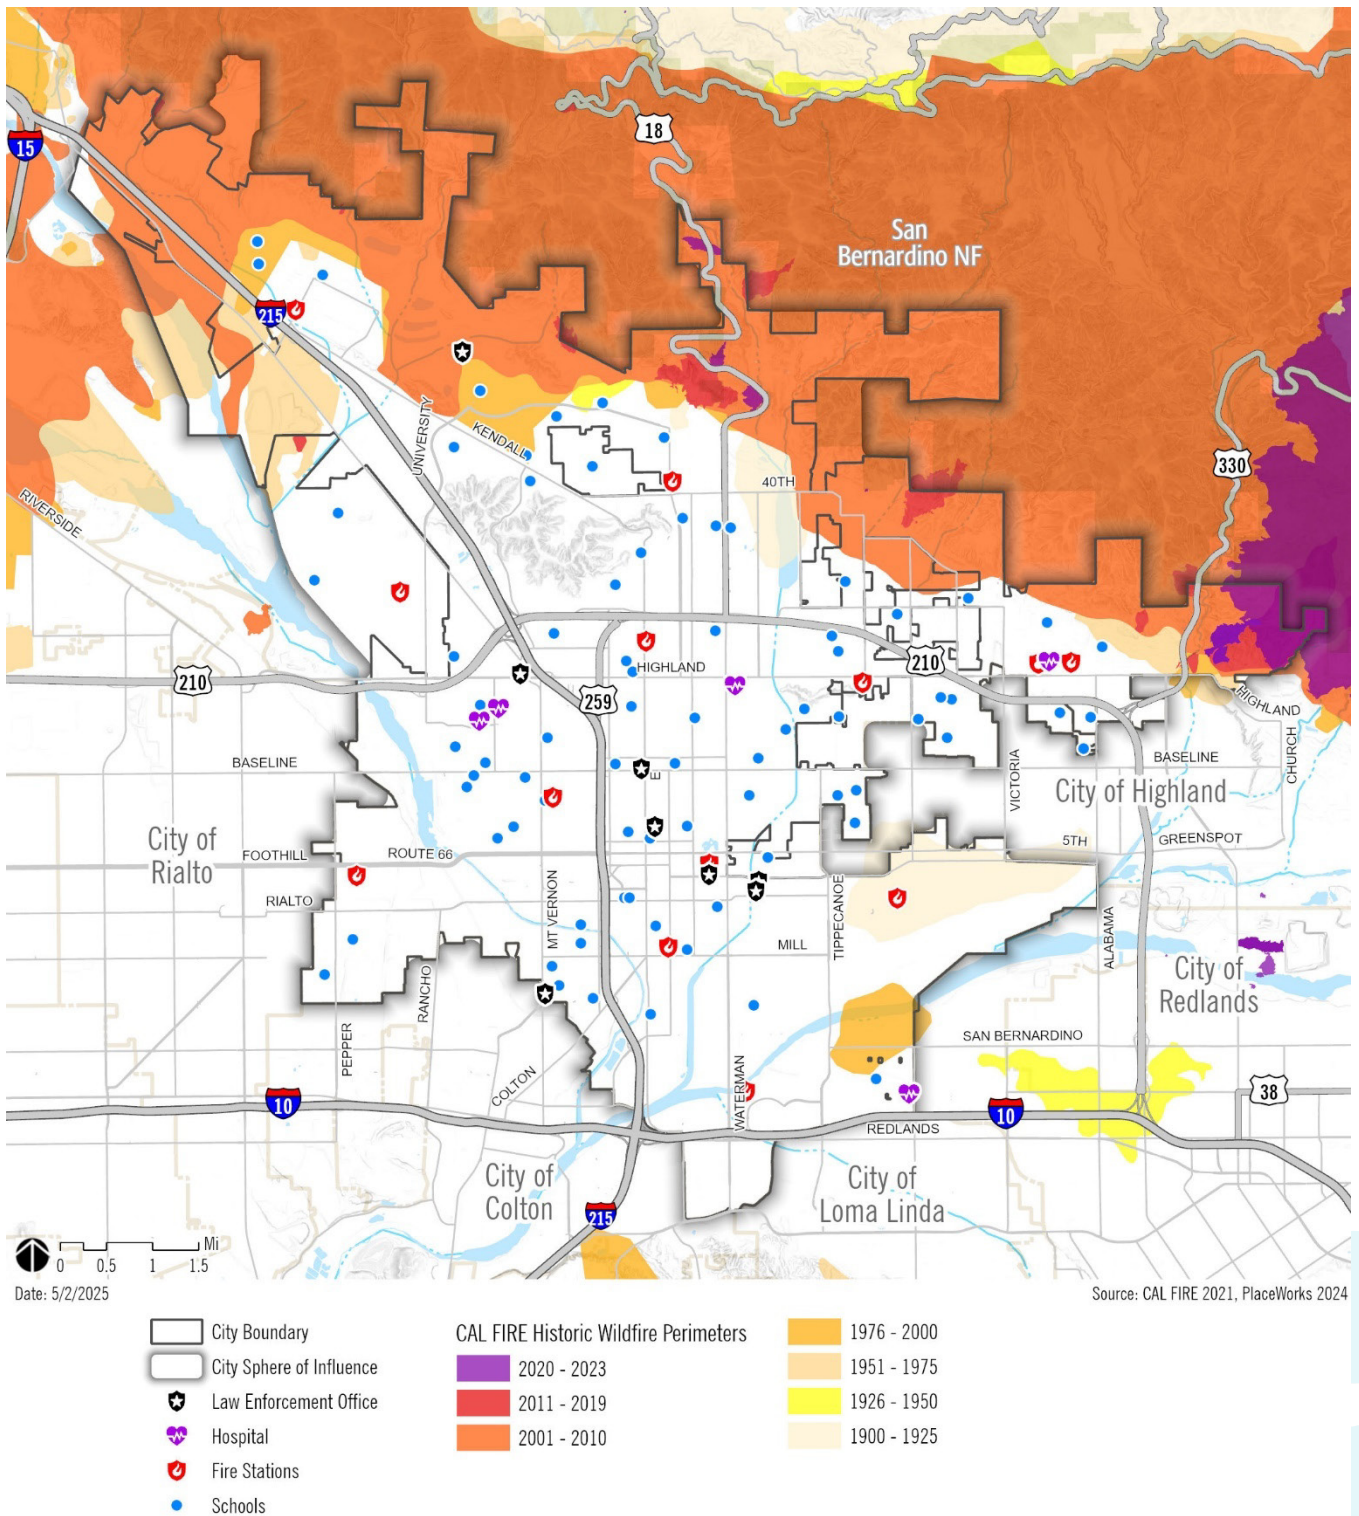 18
15
San
Bernardino NF
215
UNIVERSITY
KENDALL
330
40TH
RIVERSIDE
HIGHLAND
210
210
259
HIGHLAND
BASELINE
E
VICTORIA
BASELINE
CHURCH
City of Highland
City of
Rialto
FOOTHILL
ROUTE 66
5TH
GREENSPOT
RIALTO
MT VERNON
TIPPECANOE
MILL
ALABAMA
City of
Redlands
RANCHO
PEPPER
SAN BERNARDINO
COLTON
WATERMAN
10
10
38
REDLANDS
City of
Colton
City of
Loma Linda
215
Mi
0 0.5 1 1.5
Date: 5/2/2025
Source: CAL FIRE 2021, PlaceWorks 2024
City Boundary
City Sphere of Influence
Law Enforcement Office
Hospital
Fire Stations
Schools
CAL FIRE Historic Wildfire Perimeters
2020 - 2023
2011 - 2019
2001 - 2010
1976 - 2000
1951 - 1975
1926 - 1950
1900 - 1925